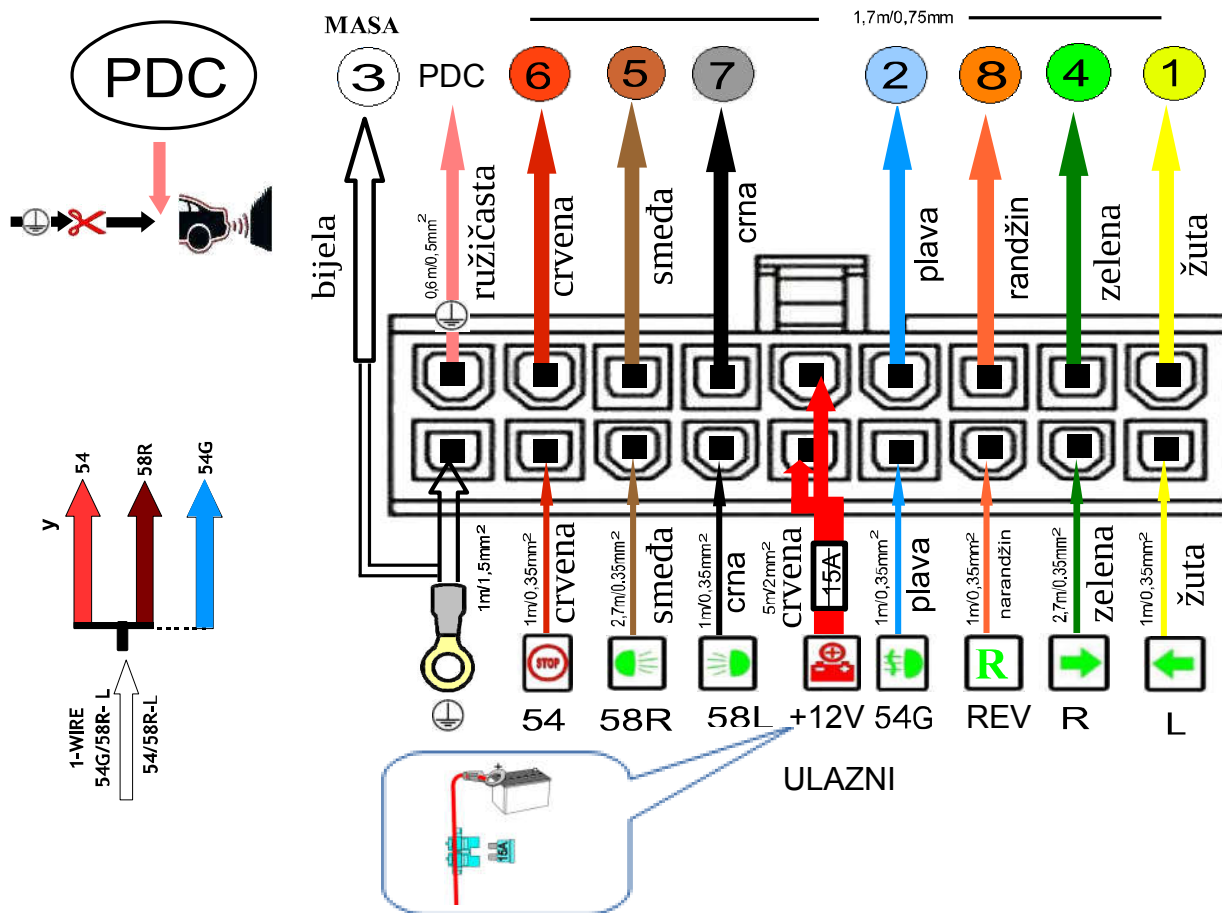 PDC
MASA
1,7m/0,75mm
3 PDC 6 5 7 2 8 4 1
bijela
0,6m/0,5mm²
ružičasta
crvena
smeđa
crna
plava
randžin
zelena
žuta
54
58R
54G
y
1-WIRE
54G/58R- L
54/58R-L
1m/1,5mm²
1m/0,35mm²
crvena
2,7m/0.35mm²
smeđa
1m/0,35mm²
crna
5m/2mm²
crvena
15A
1m/0,35mm²
plava
1m/0,35mm²
narandžin
2,7m/0.35mm²
zelena
1m/0,35mm²
žuta
STOP
R
54 58R 58L +12V 54G REV R L
ULAZNI
15A